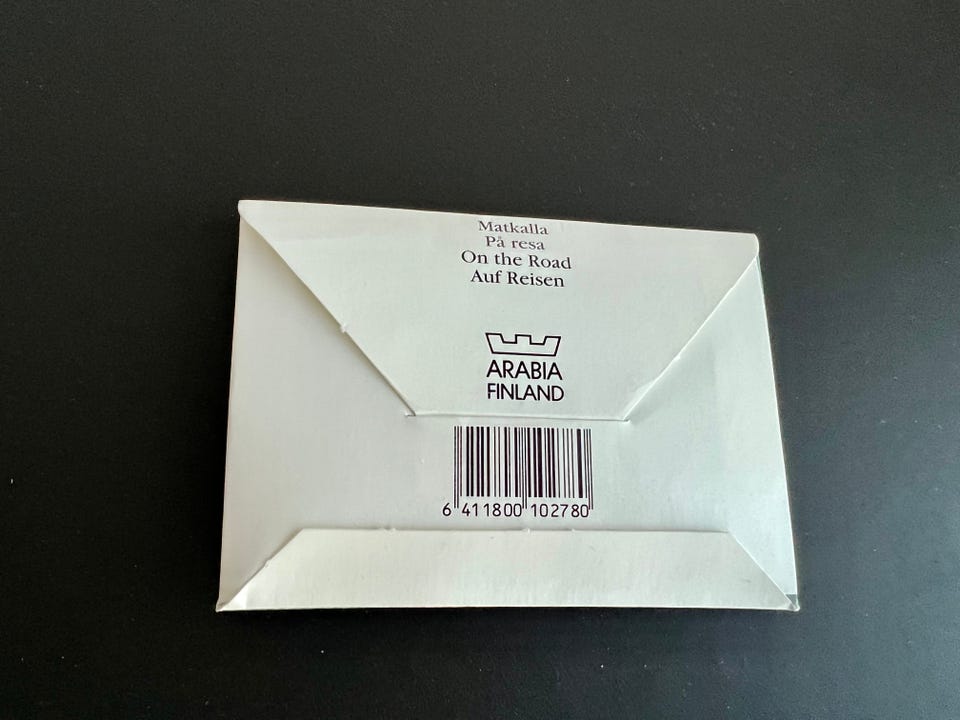 Matkalla
På resa
On the Road
Auf Reisen
ARABIA
FINLAND
6 411800 102780